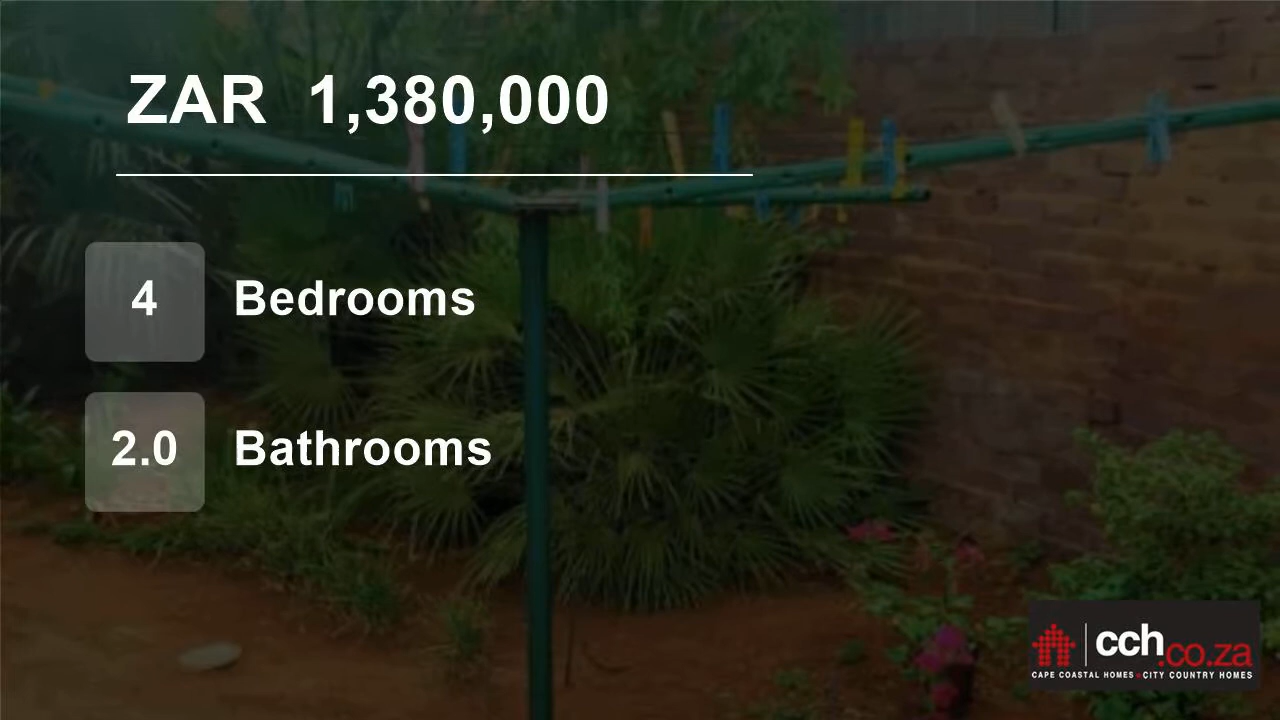 ZAR 1,380,000
4 Bedrooms
2.0 Bathrooms
cch.co.za
CAPE COASTAL HOMES CITY COUNTRY HOMES